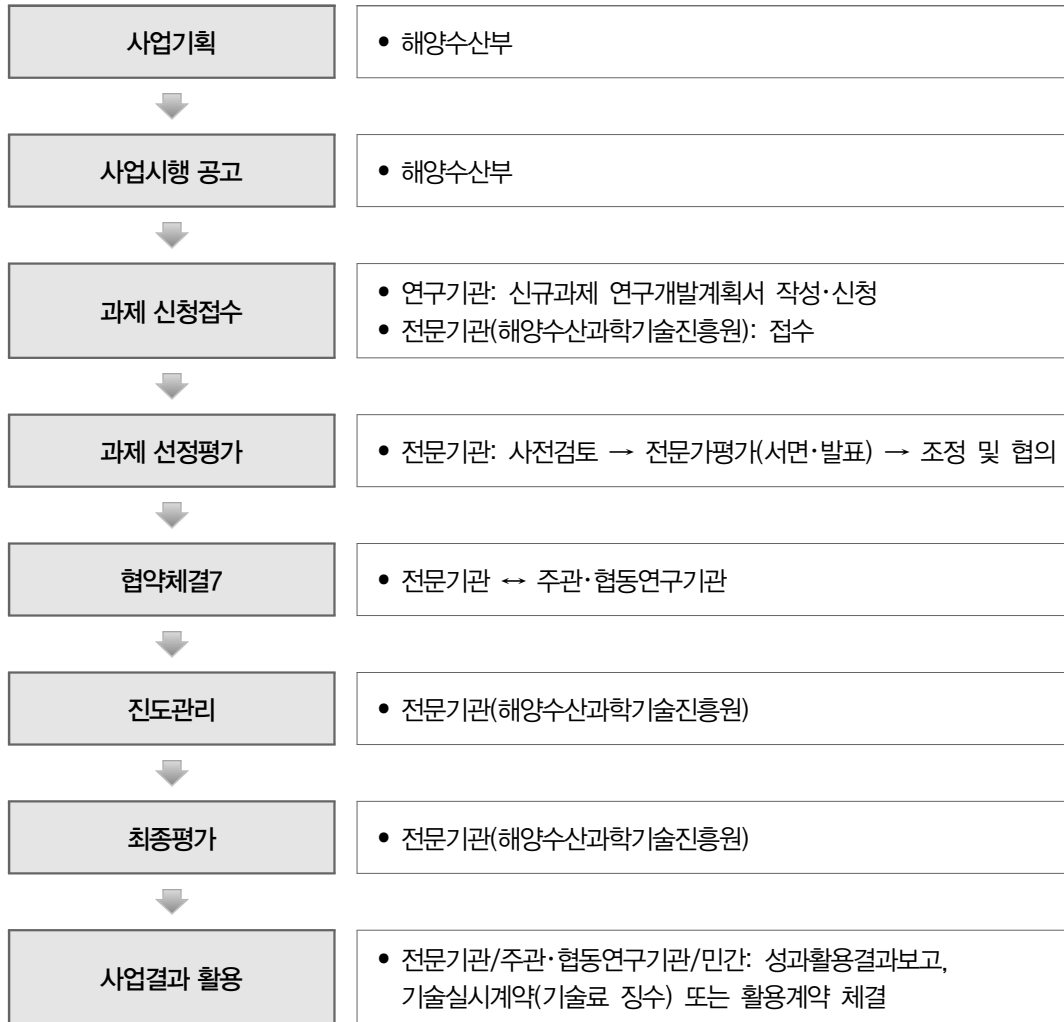 사업기획
• 해양수산부
사업시행 공고
• 해양수산부
과제 신청접수
• 연구기관: 신규과제 연구개발계획서 작성·신청
• 전문기관(해양수산과학기술진흥원): 접수
과제 선정평가
• 전문기관: 사전검토 → 전문가평가(서면·발표) → 조정 및 협의
협약체결7
• 전문기관 ↔ 주관·협동연구기관
진도관리
• 전문기관(해양수산과학기술진흥원)
최종평가
• 전문기관(해양수산과학기술진흥원)
사업결과 활용
• 전문기관/주관·협동연구기관/민간: 성과활용결과보고,
기술실시계약(기술료 징수) 또는 활용계약 체결